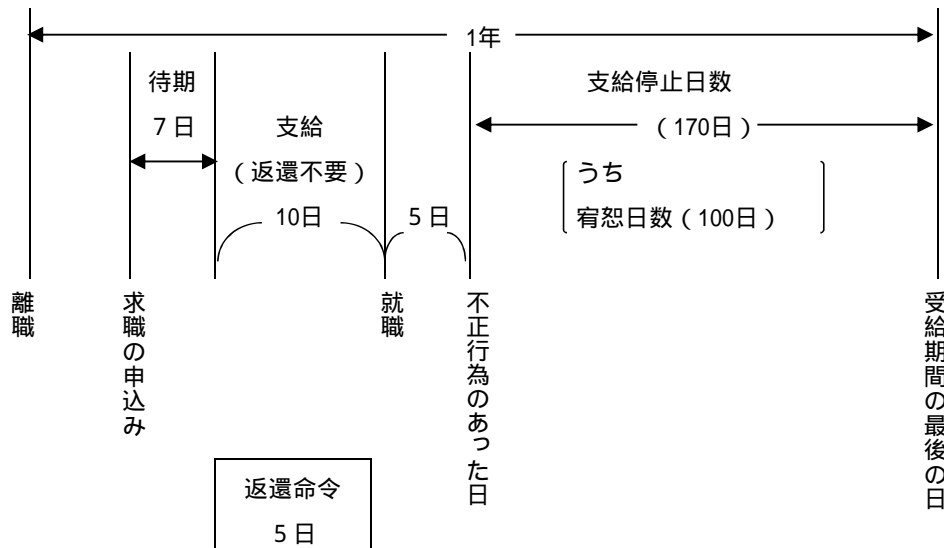 1年
待期
7日
支給
(返還不要)
10日
5日
支給停止日数
(170日)
うち
宥恕日数(100日)
離職
求職の申込み
就職
不正行為のあった日
受給期間の最後の日
返還命令
5日